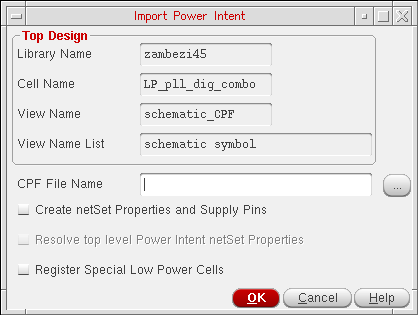 Import Power Intent
Top Design
Library Name zambezi45
Cell Name LP_pll_dig_combo
View Name schematic_CPF
View Name List schematic symbol
CPF File Name ...
Create netSet Properties and Supply Pins
Resolve top level Power Intent netSet Properties
Register Special Low Power Cells
OK Cancel Help